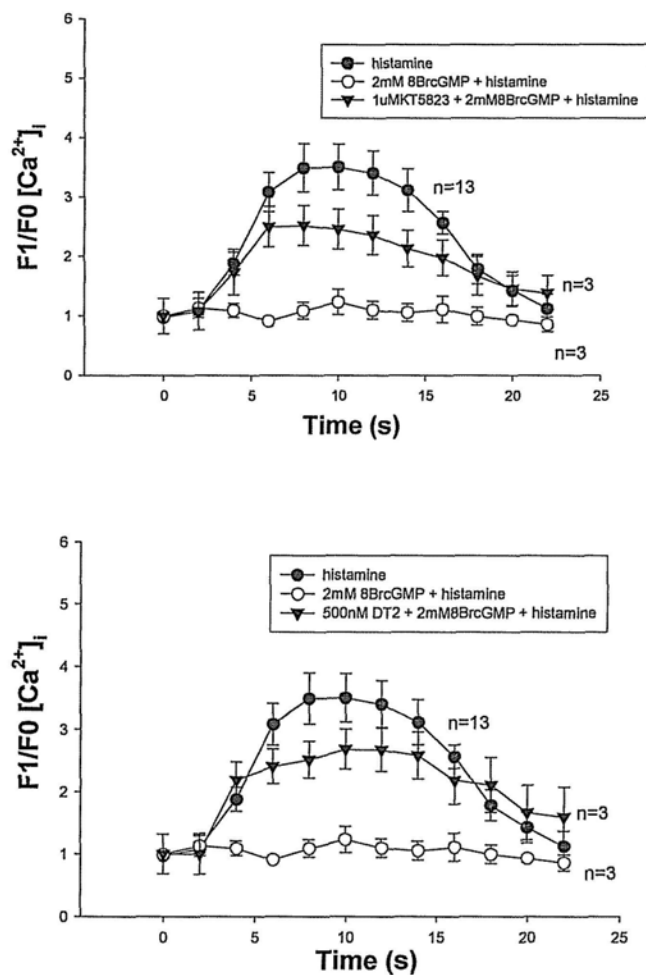 6
5
4
3
2
1
0
F1/F0 [Ca2+]i
histamine
2mM 8BrcGMP + histamine
1uMKT5823 + 2mM8BrcGMP + histamine
n=13
n=3
n=3
0 5 10 15 20 25
Time (s)
6
5
4
3
2
1
0
F1/F0 [Ca2+]i
histamine
2mM 8BrcGMP + histamine
500nM DT2 + 2mM8BrcGMP + histamine
n=13
n=3
n=3
0 5 10 15 20 25
Time (s)